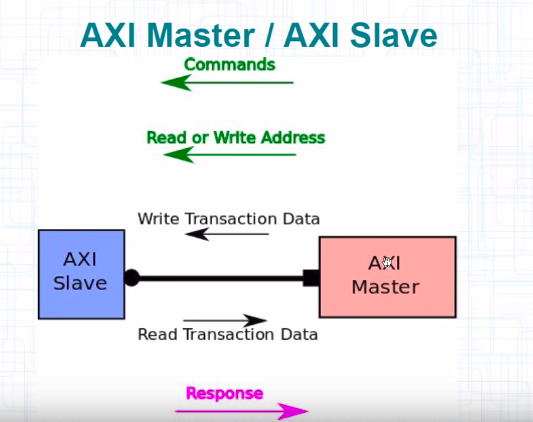 AXI Master / AXI Slave
Commands
Read or Write Address
Write Transaction Data
AXI
Slave
AXI
Master
Read Transaction Data
Response